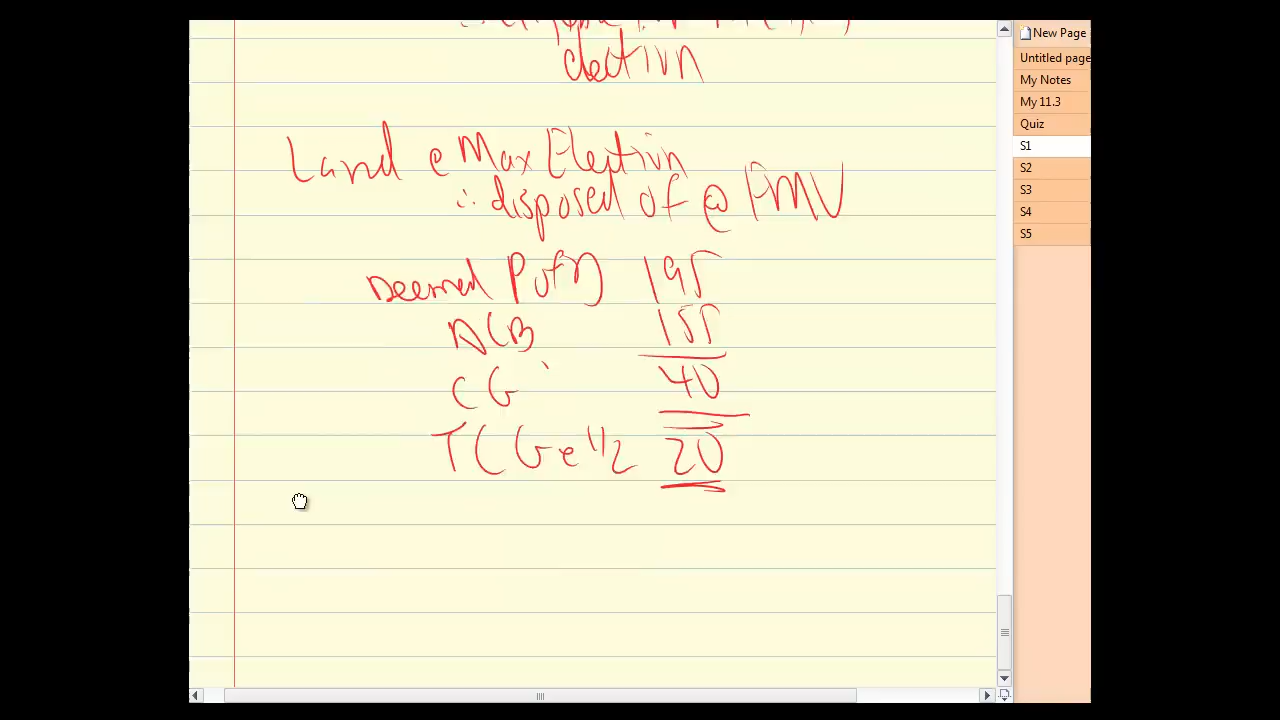 election
Land @ Max Election
∴ disposed of @ FMV
Deemed P of D 195
ACB 155
CG 40
TCG @ 1/2 20
New Page
Untitled page
My Notes
My 11.3
Quiz
S1
S2
S3
S4
S5